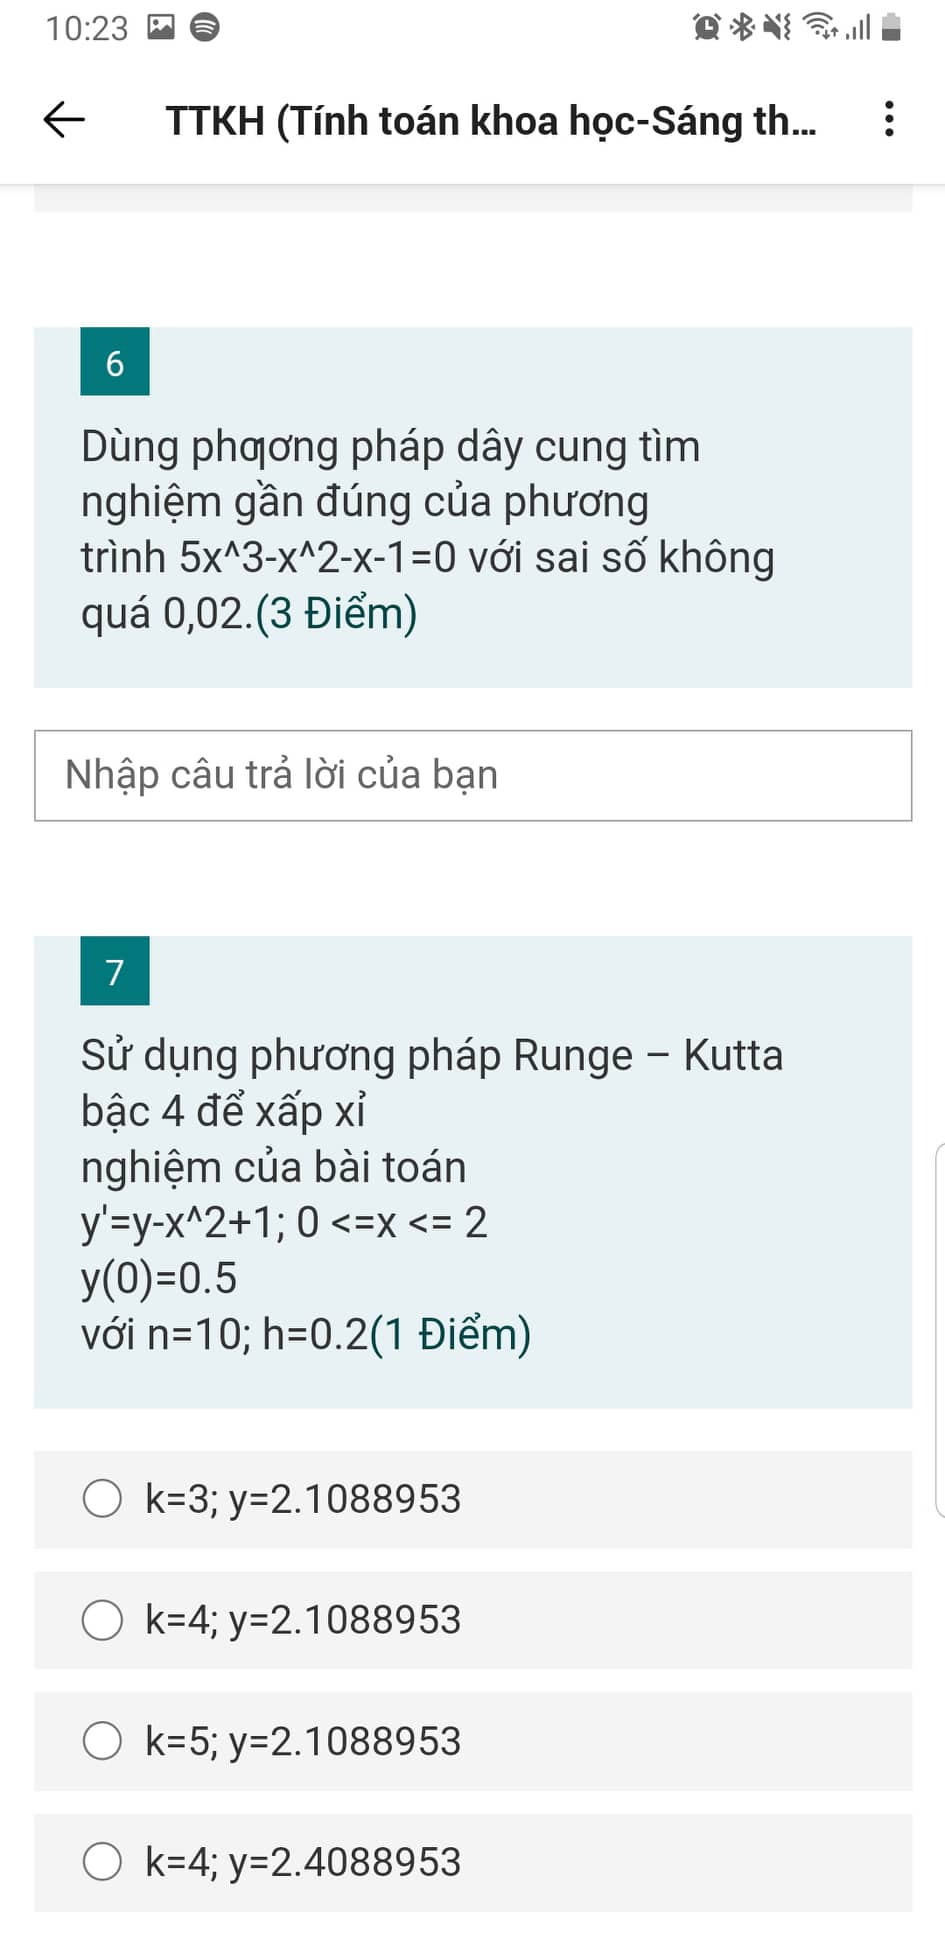 10:23
TTKH (Tính toán khoa học-Sáng th...
6
Dùng phƣơng pháp dây cung tìm
nghiệm gần đúng của phương
trình 5x^3-x^2-x-1=0 với sai số không
quá 0,02.(3 Điểm)
Nhập câu trả lời của bạn
7
Sử dụng phương pháp Runge – Kutta
bậc 4 để xấp xỉ
nghiệm của bài toán
y'=y-x^2+1; 0 <=x <= 2
y(0)=0.5
với n=10; h=0.2(1 Điểm)
k=3; y=2.1088953
k=4; y=2.1088953
k=5; y=2.1088953
k=4; y=2.4088953